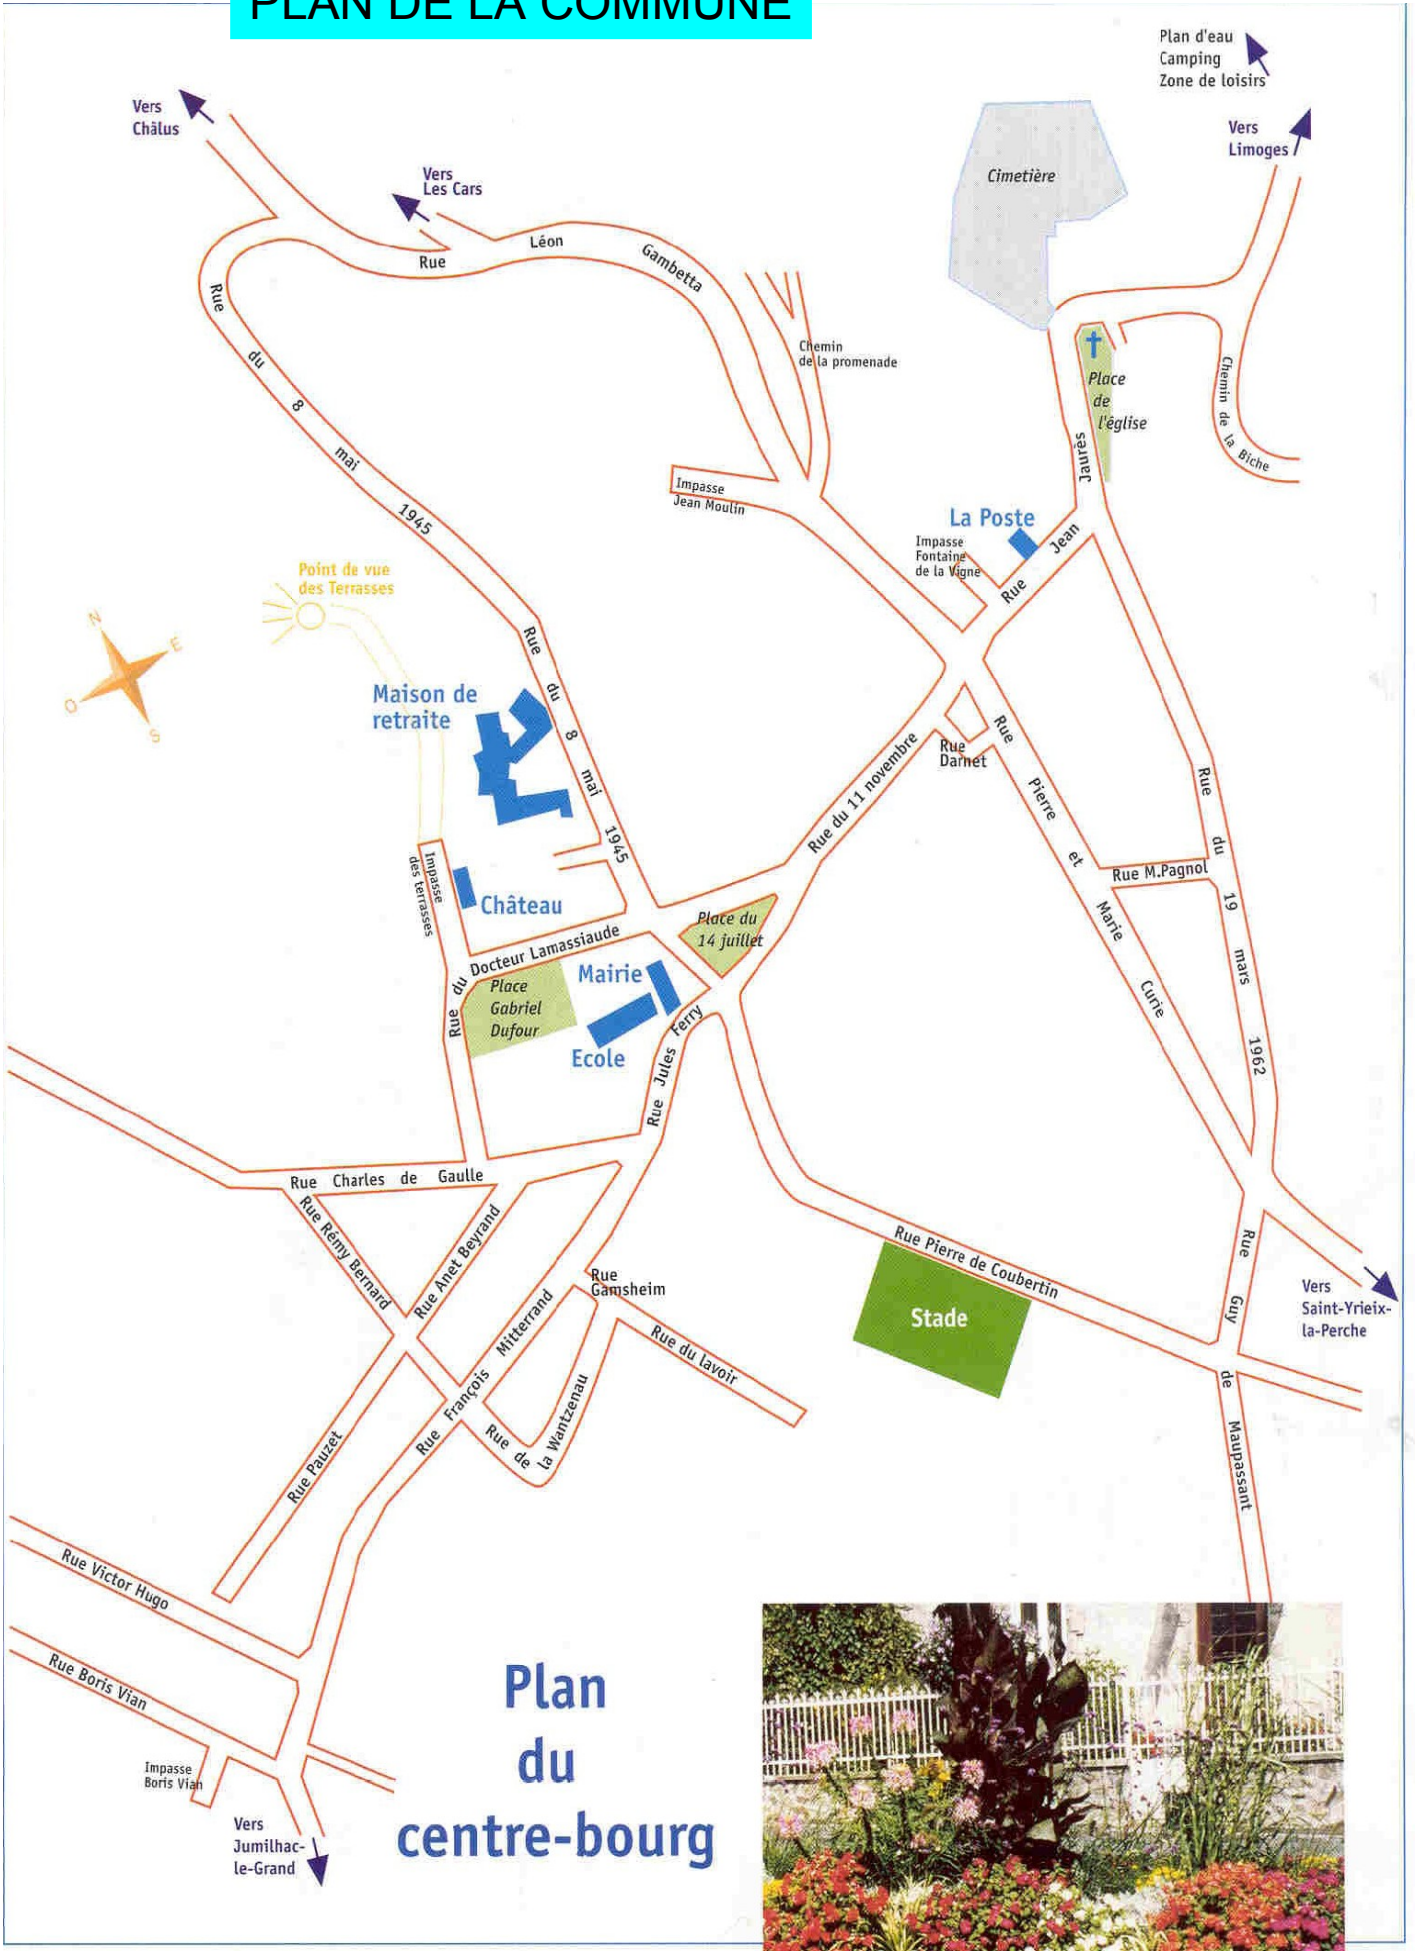 PLAN DE LA COMMUNE
Plan d'eau
Camping
Zone de loisirs
Vers
Châlus
Vers
Limoges
Vers
Les Cars
Cimetière
Rue Léon Gambetta
Rue du 8 mai 1945
Chemin
de la promenade
Place
de
l'église
Chemin de la Biche
Impasse
Jean Moulin
La Poste
Impasse
Fontaine
de la Vigne
Rue Jean Jaurès
Point de vue
des Terrasses
N
E
O
S
Maison de
retraite
Rue du 8 mai 1945
Rue du 11 novembre
Rue
Darnet
Rue Pierre et Marie Curie
Rue M.Pagnol
Rue du 19 mars 1962
Impasse
des terrasses
Château
Place du
14 juillet
Rue du Docteur Lamassiaude
Mairie
Place
Gabriel
Dufour
Ecole
Rue Jules Ferry
Rue Charles de Gaulle
Rue Rémy Bernard
Rue Anet Beyrand
Rue Pierre de Coubertin
Rue
Gamsheim
Stade
Rue Guy de Maupassant
Vers
Saint-Yrieix-
la-Perche
Rue du lavoir
Rue François Mitterrand
Rue de la Wantzenau
Rue Pauzet
Rue Victor Hugo
Rue Boris Vian
Impasse
Boris Vian
Vers
Jumilhac-
le-Grand
Plan
du
centre-bourg